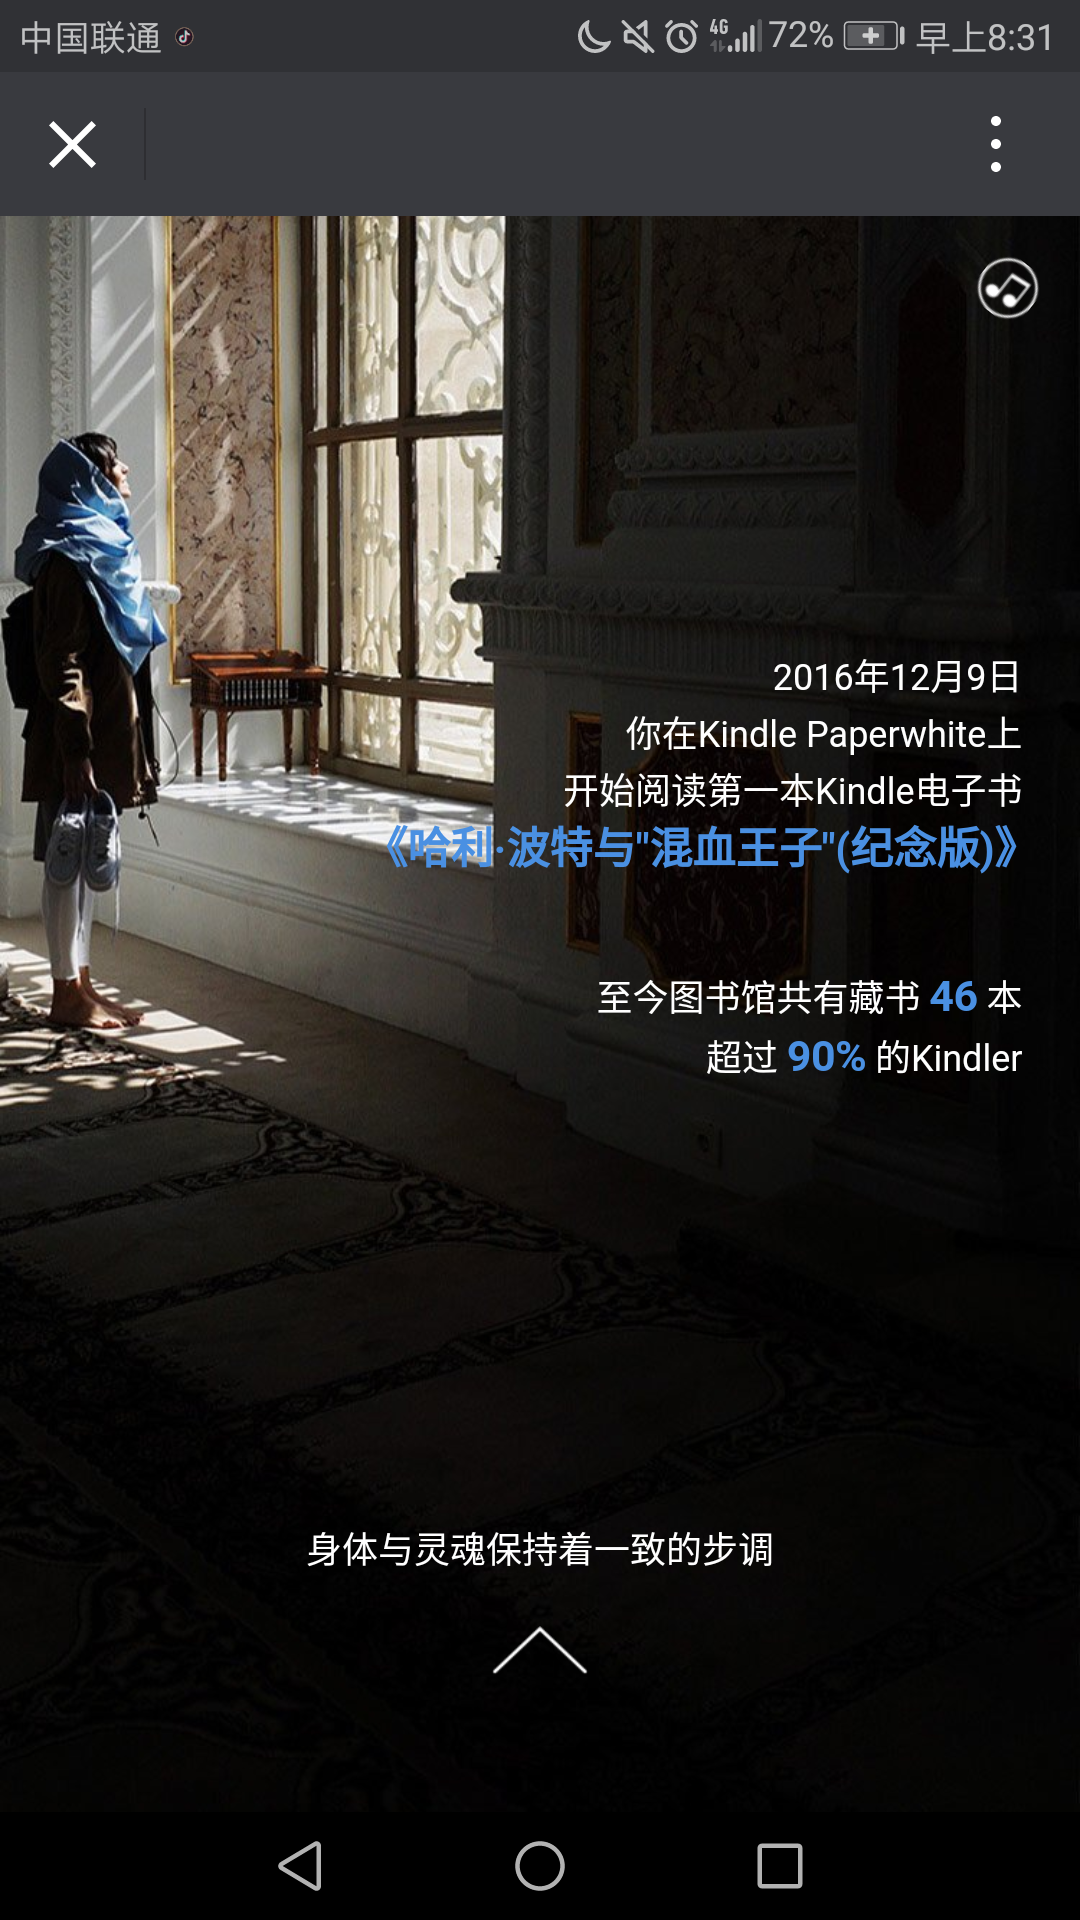 中国联通 4G 72% 早上8:31
2016年12月9日
你在Kindle Paperwhite上
开始阅读第一本Kindle电子书
《哈利·波特与"混血王子"(纪念版)》
至今图书馆共有藏书 46 本
超过 90% 的Kindler
身体与灵魂保持着一致的步调